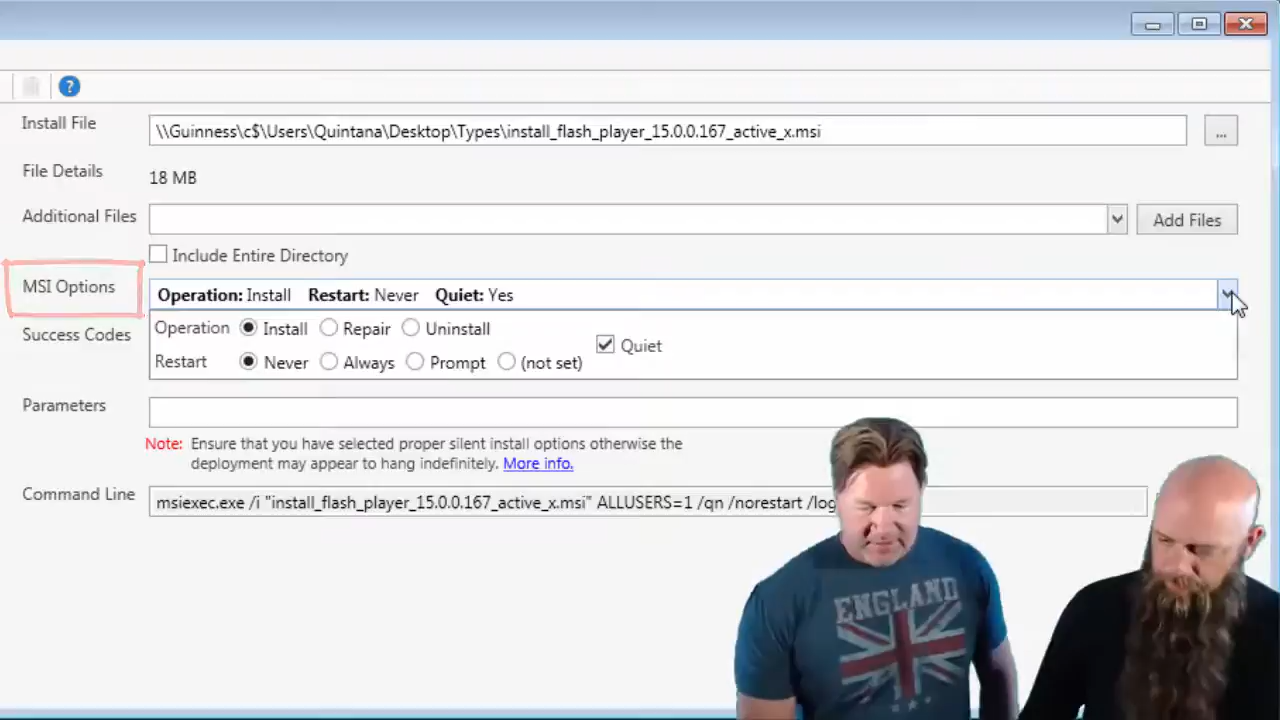 ?
Install File
\\Guinness\c$\Users\Quintana\Desktop\Types\install_flash_player_15.0.0.167_active_x.msi
...
File Details
18 MB
Additional Files
Add Files
Include Entire Directory
MSI Options
Operation: Install Restart: Never Quiet: Yes
Success Codes
Operation Install Repair Uninstall
Quiet
Restart Never Always Prompt (not set)
Parameters
Note: Ensure that you have selected proper silent install options otherwise the
deployment may appear to hang indefinitely. More info.
Command Line
msiexec.exe /i "install_flash_player_15.0.0.167_active_x.msi" ALLUSERS=1 /qn /norestart /log
ENGLAND